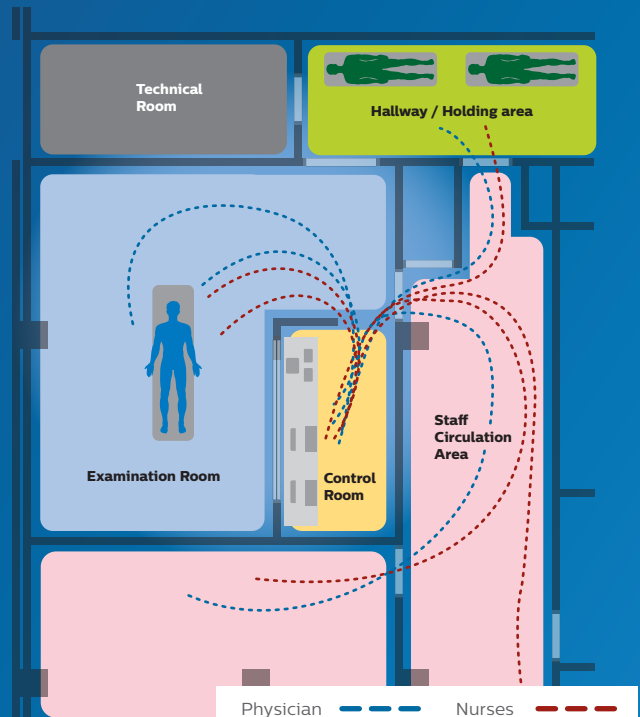 Technical
Room
Hallway / Holding area
Staff
Circulation
Area
Examination Room
Control
Room
Physician
Nurses